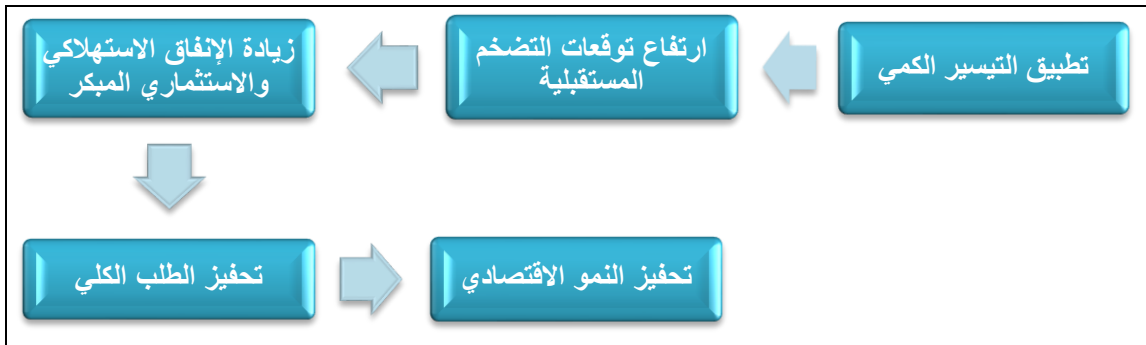 تطبيق التيسير الكمي
ارتفاع توقعات التضخم
المستقبلية
زيادة الإنفاق الاستهلاكي
والاستثماري المبكر
تحفيز الطلب الكلي
تحفيز النمو الاقتصادي